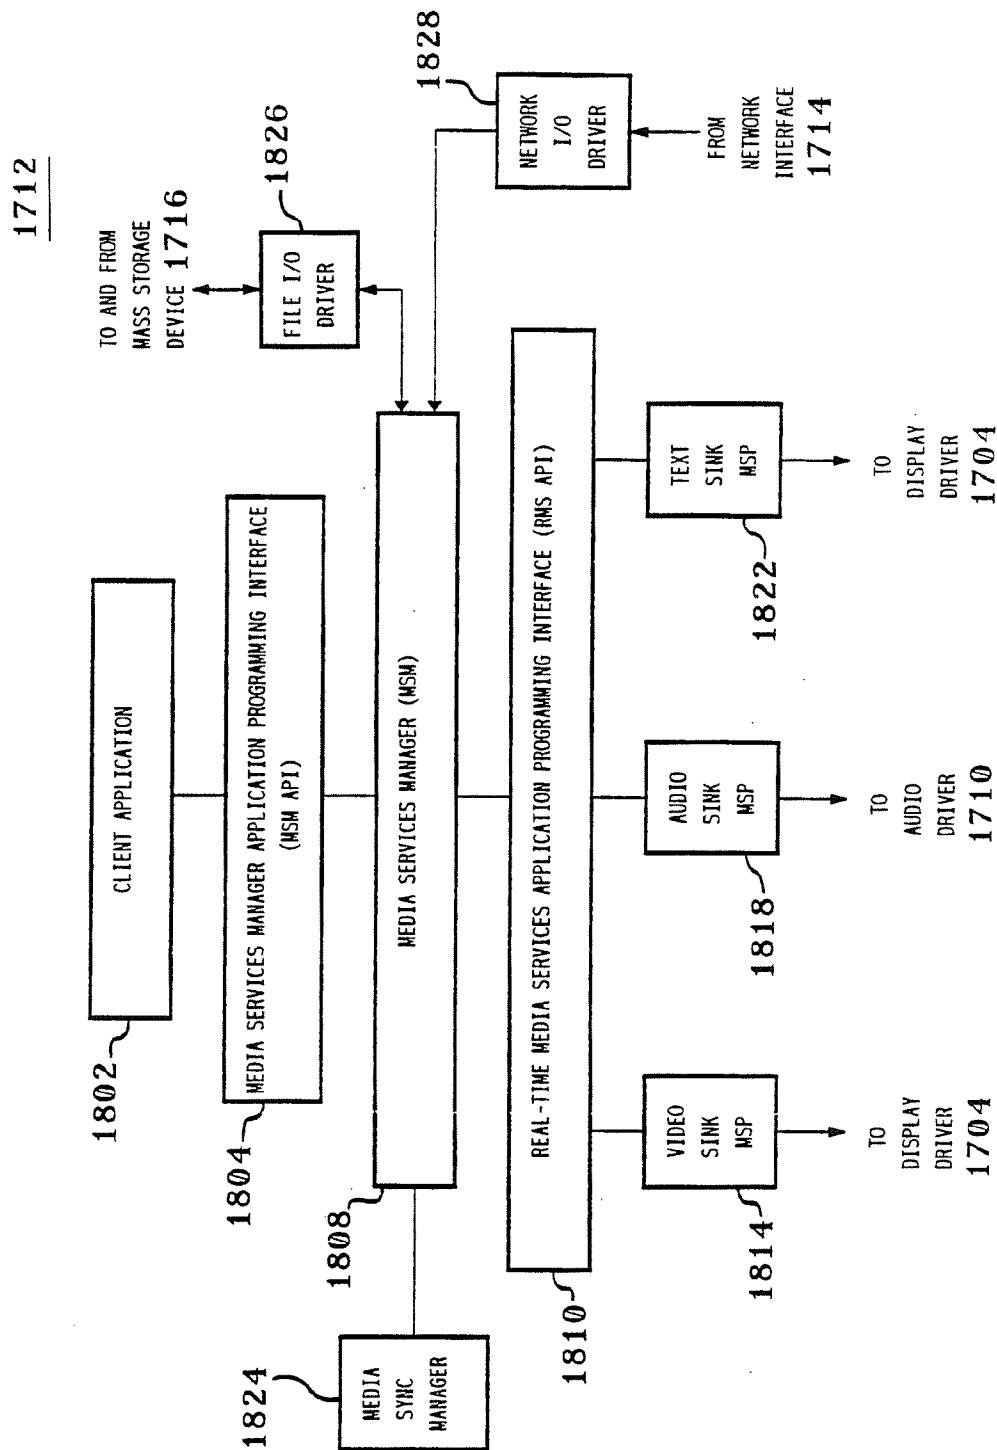 1712
CLIENT APPLICATION
1802
MEDIA SERVICES MANAGER APPLICATION PROGRAMMING INTERFACE
(MSM API)
1804
TO AND FROM
MASS STORAGE
DEVICE 1716
FILE I/O
DRIVER
1826
MEDIA SERVICES MANAGER (MSM)
1808
NETWORK
I/O
DRIVER
1828
FROM
NETWORK
INTERFACE
1714
MEDIA
SYNC
MANAGER
1824
REAL-TIME MEDIA SERVICES APPLICATION PROGRAMMING INTERFACE (RMS API)
1810
VIDEO
SINK
MSP
1814
TO
DISPLAY
DRIVER
1704
AUDIO
SINK
MSP
1818
TO
AUDIO
DRIVER
1710
TEXT
SINK
MSP
1822
TO
DISPLAY
DRIVER
1704